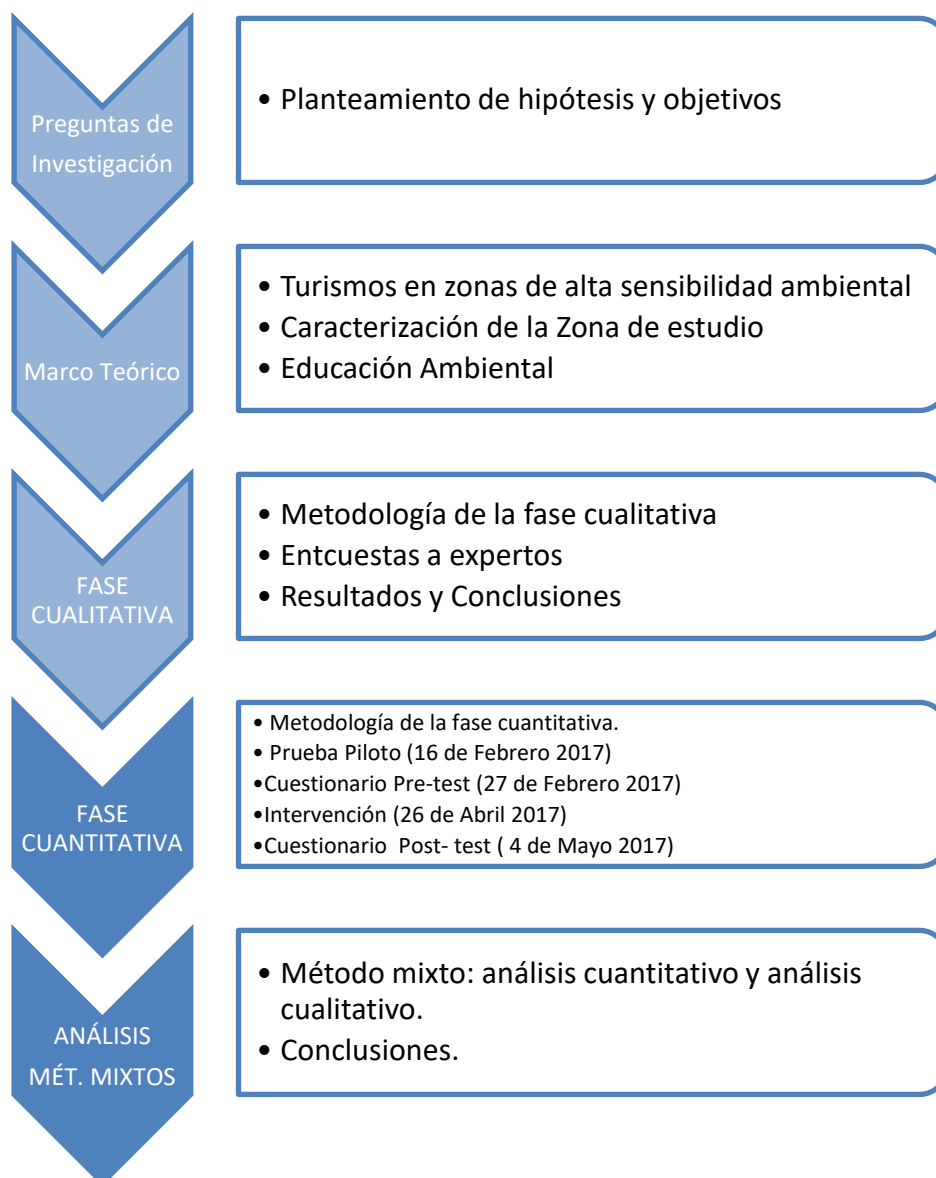 Preguntas de
Investigación
• Planteamiento de hipótesis y objetivos
Marco Teórico
• Turismos en zonas de alta sensibilidad ambiental
• Caracterización de la Zona de estudio
• Educación Ambiental
FASE
CUALITATIVA
• Metodología de la fase cualitativa
• Entcuestas a expertos
• Resultados y Conclusiones
FASE
CUANTITATIVA
• Metodología de la fase cuantitativa.
• Prueba Piloto (16 de Febrero 2017)
•Cuestionario Pre-test (27 de Febrero 2017)
•Intervención (26 de Abril 2017)
•Cuestionario Post- test ( 4 de Mayo 2017)
ANÁLISIS
MÉT. MIXTOS
• Método mixto: análisis cuantitativo y análisis
cualitativo.
• Conclusiones.